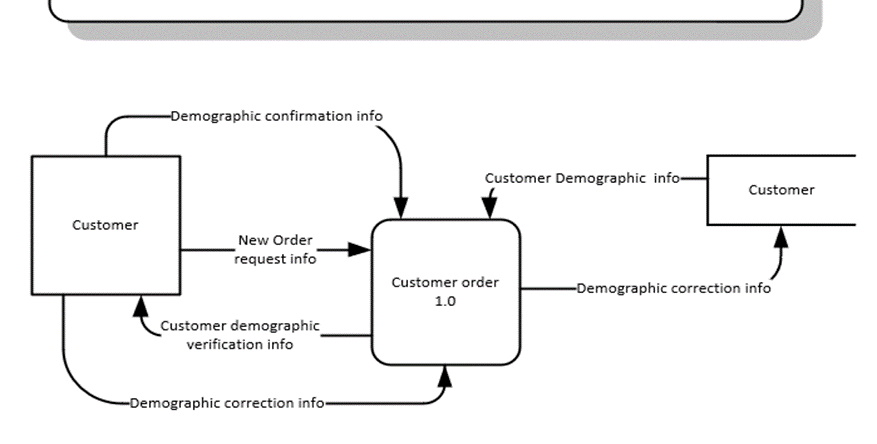 Demographic confirmation info
Customer Demographic info
Customer
Customer
New Order
request info
Customer order
1.0
Demographic correction info
Customer demographic
verification info
Demographic correction info